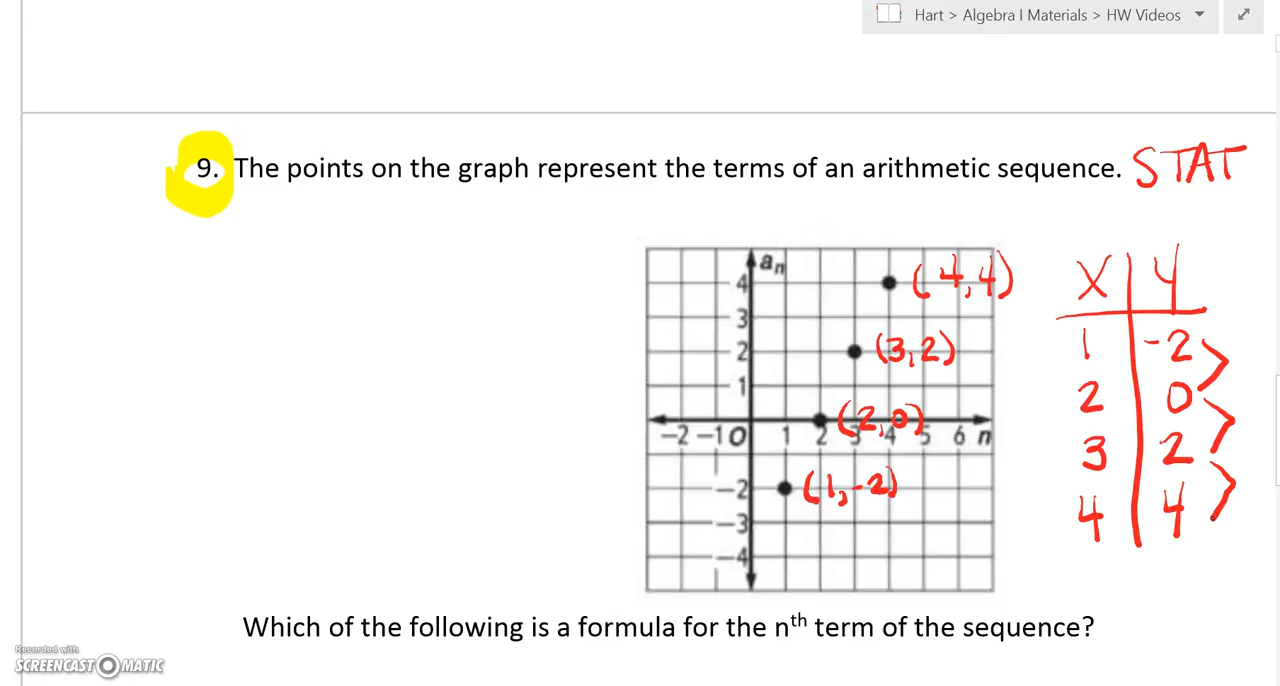 Hart > Algebra I Materials > HW Videos
9. The points on the graph represent the terms of an arithmetic sequence. STAT
aₙ
4 (4,4)
3
2 (3,2)
1
(2,0)
-2 -1 O 1 2 3 4 5 6 n
-2 (1,-2)
-3
-4
X Y
1 -2
2 0
3 2
4 4
Which of the following is a formula for the nᵗʰ term of the sequence?
Recorded with
SCREENCAST O MATIC